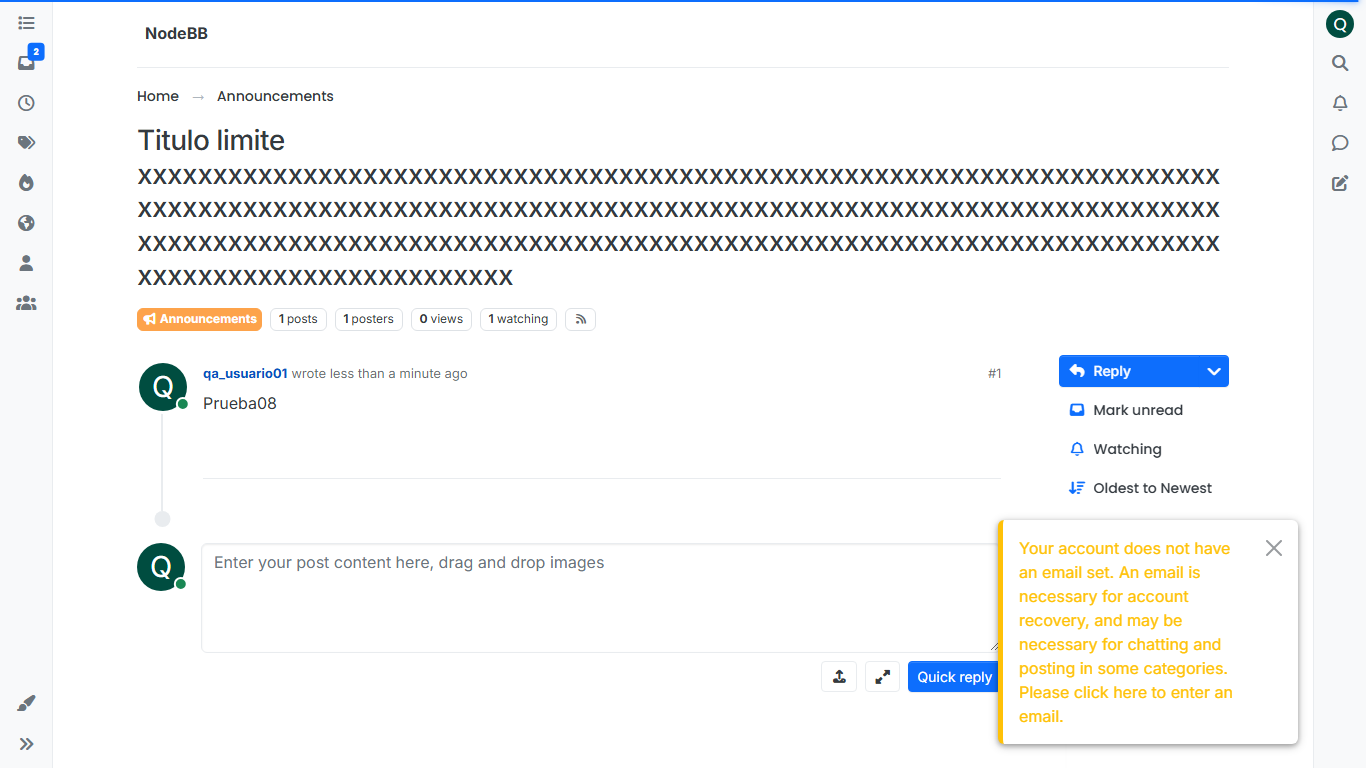 2
Q
NodeBB
Home → Announcements
Titulo limite
xxxxxxxxxxxxxxxxxxxxxxxxxxxxxxxxxxxxxxxxxxxxxxxxxxxxxxxxxxxxxxxxxxxxxxxx
xxxxxxxxxxxxxxxxxxxxxxxxxxxxxxxxxxxxxxxxxxxxxxxxxxxxxxxxxxxxxxxxxxxxxxxx
xxxxxxxxxxxxxxxxxxxxxxxxxxxxxxxxxxxxxxxxxxxxxxxxxxxxxxxxxxxxxxxxxxxxxxxx
xxxxxxxxxxxxxxxxxxxxxxxxx
Announcements 1 posts 1 posters 0 views 1 watching
Q
qa_usuario01 wrote less than a minute ago #1
Prueba08
Reply
Mark unread
Watching
Oldest to Newest
Q
Enter your post content here, drag and drop images
Quick reply
Your account does not have
an email set. An email is
necessary for account
recovery, and may be
necessary for chatting and
posting in some categories.
Please click here to enter an
email.